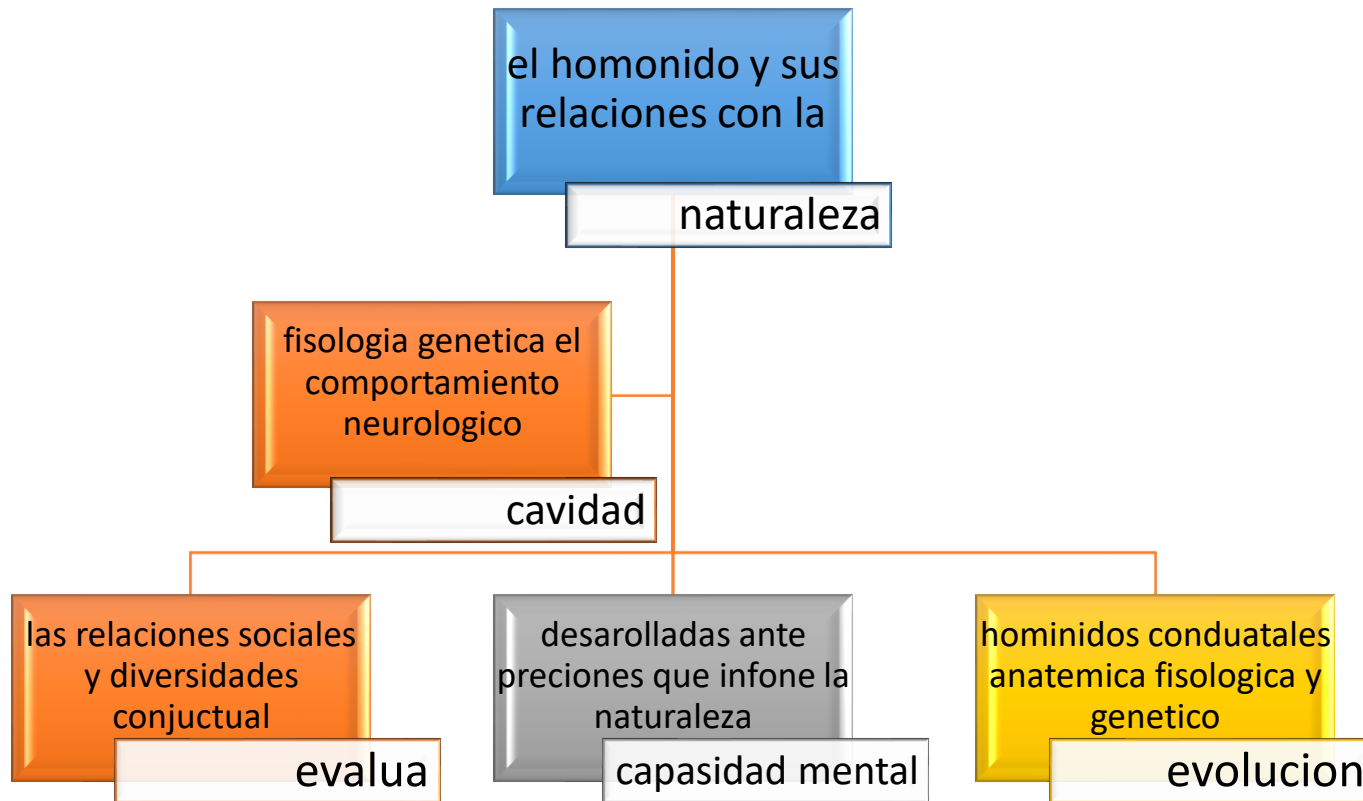 el homonido y sus
relaciones con la
naturaleza
fisologia genetica el
comportamiento
neurologico
cavidad
las relaciones sociales
y diversidades
conjuctual
evalua
desarolladas ante
preciones que infone la
naturaleza
capasidad mental
hominidos conduatales
anatemica fisologica y
genetico
evolucion